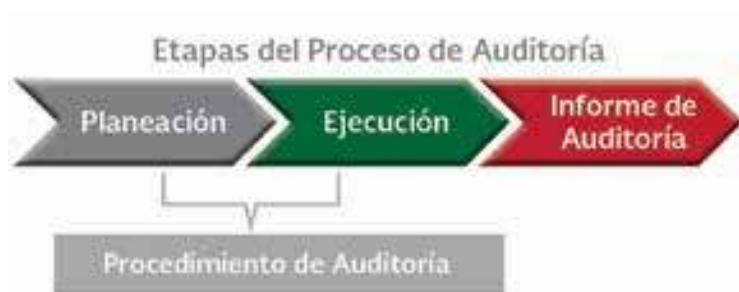 Etapas del Proceso de Auditoría
Planeación
Ejecución
Informe de
Auditoría
Procedimiento de Auditoría